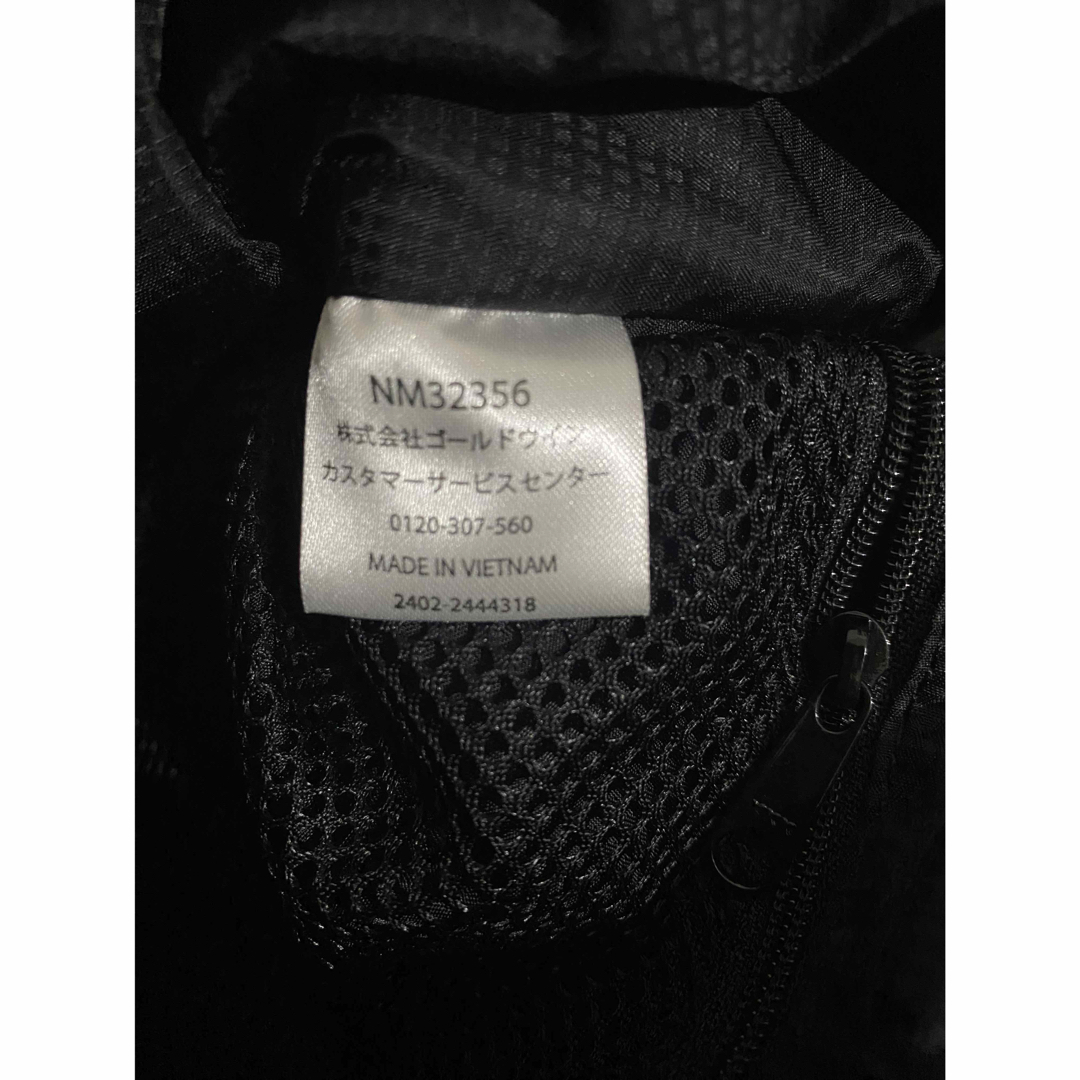 NM32356
株式会社ゴールドウイン
カスタマーサービスセンター
0120-307-560
MADE IN VIETNAM
2402-2444318